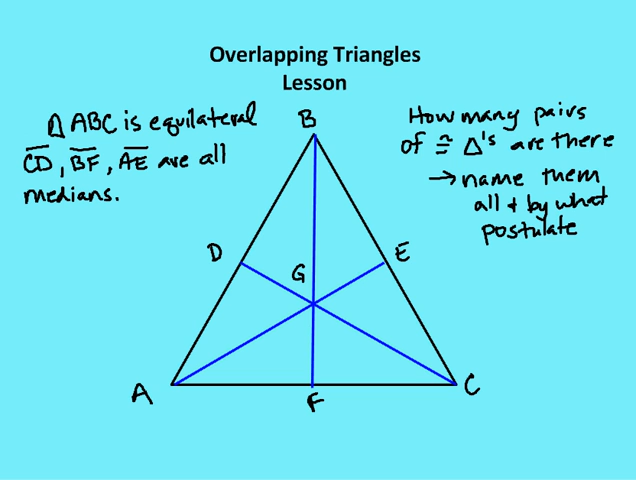 Overlapping Triangles
Lesson
△ ABC is equilateral
CD, BF, AE are all
medians.
How many pairs
of ≅ △'s are there
→ name them
all + by what
postulate
B
D
E
G
A
F
C